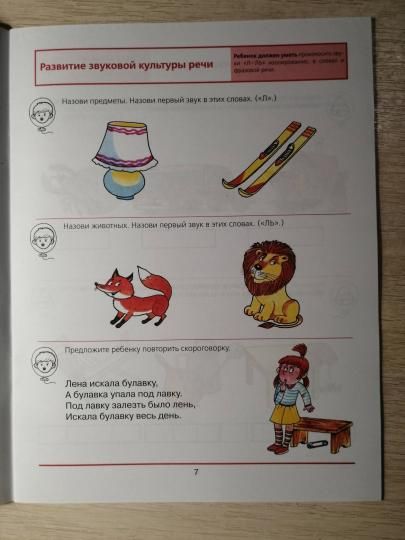 Развитие звуковой культуры речи
Ребенок должен уметь произносить зву-
ки «Л–Ль» изолированно, в словах и
фразовой речи.
Назови предметы. Назови первый звук в этих словах. («Л».)
Назови животных. Назови первый звук в этих словах. («ЛЬ».)
Предложите ребенку повторить скороговорку.
Лена искала булавку,
А булавка упала под лавку.
Под лавку залезть было лень,
Искала булавку весь день.
7